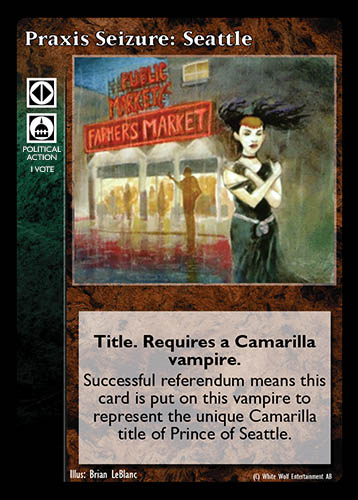 Praxis Seizure: Seattle
PUBLIC
MARKET
FARMERS MARKET
POLITICAL
ACTION
1 VOTE
Title. Requires a Camarilla
vampire.
Successful referendum means this
card is put on this vampire to
represent the unique Camarilla
title of Prince of Seattle.
Illus: Brian LeBlanc
(C) White Wolf Entertainment AB